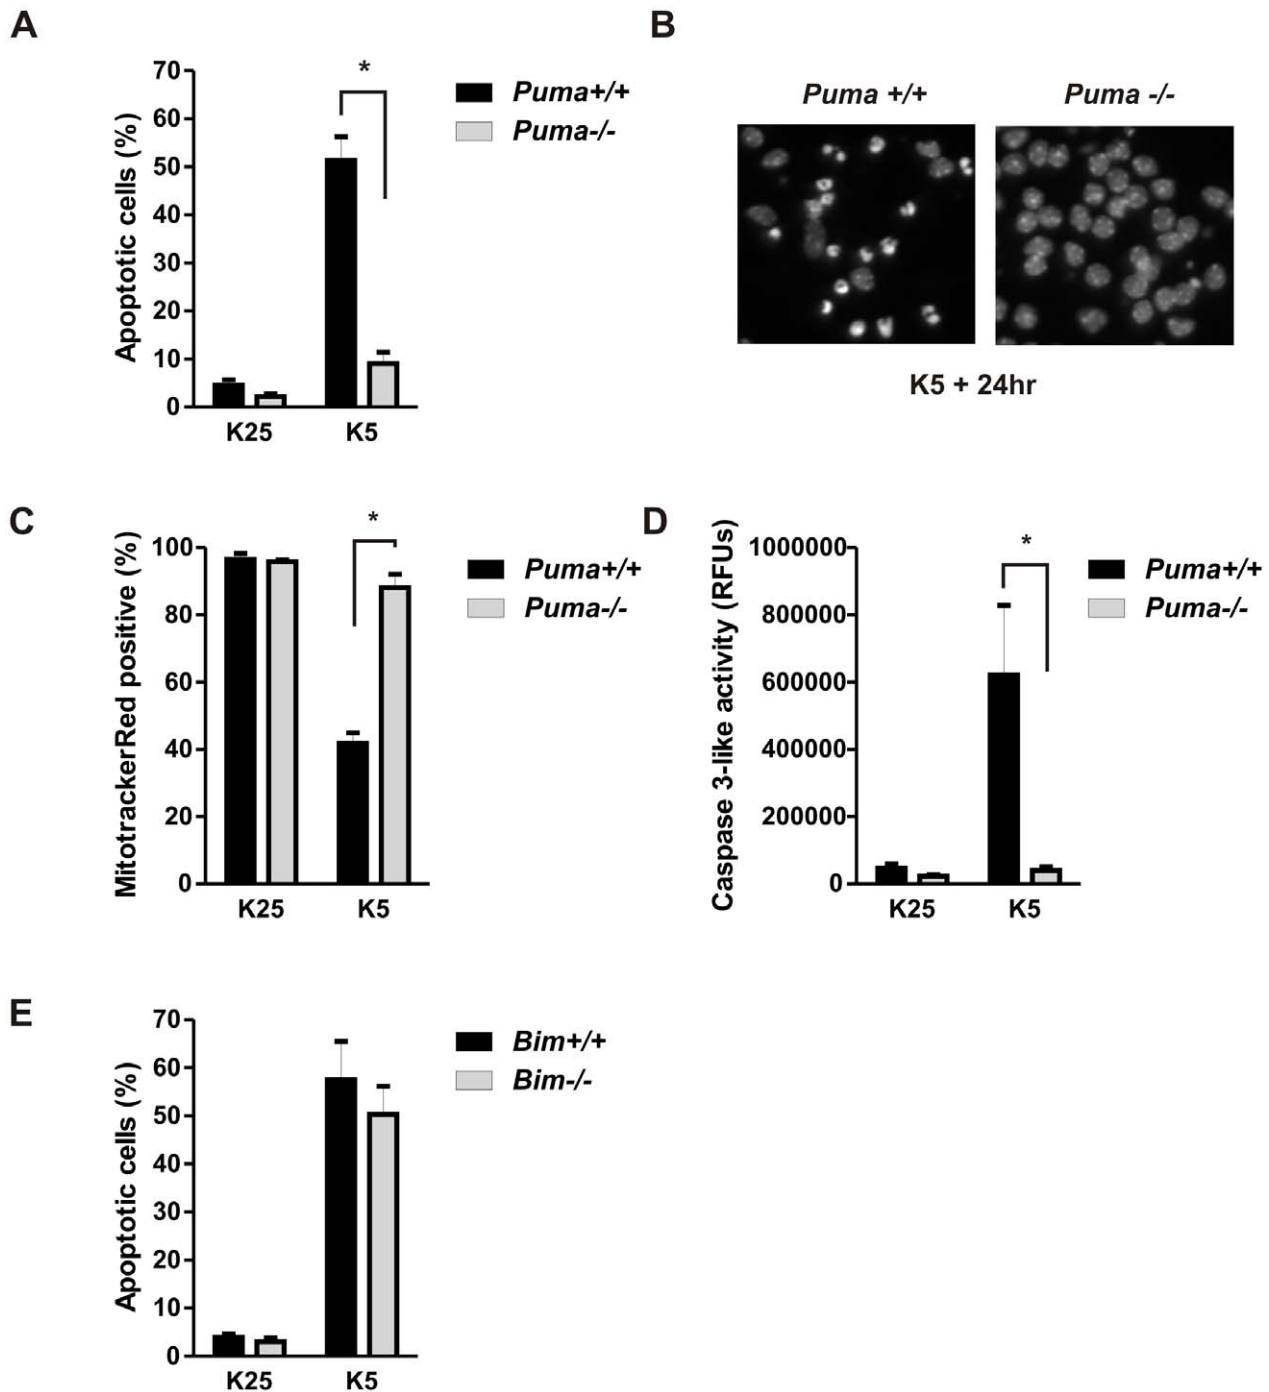 A
Apoptotic cells (%)
70
60
50
40
30
20
10
0
K25
K5
*
Puma+/+
Puma-/-
B
Puma +/+
Puma -/-
K5 + 24hr
C
MitotrackerRed positive (%)
100
80
60
40
20
0
K25
K5
*
Puma+/+
Puma-/-
D
Caspase 3-like activity (RFUs)
1000000
800000
600000
400000
200000
0
K25
K5
*
Puma+/+
Puma-/-
E
Apoptotic cells (%)
70
60
50
40
30
20
10
0
K25
K5
Bim+/+
Bim-/-